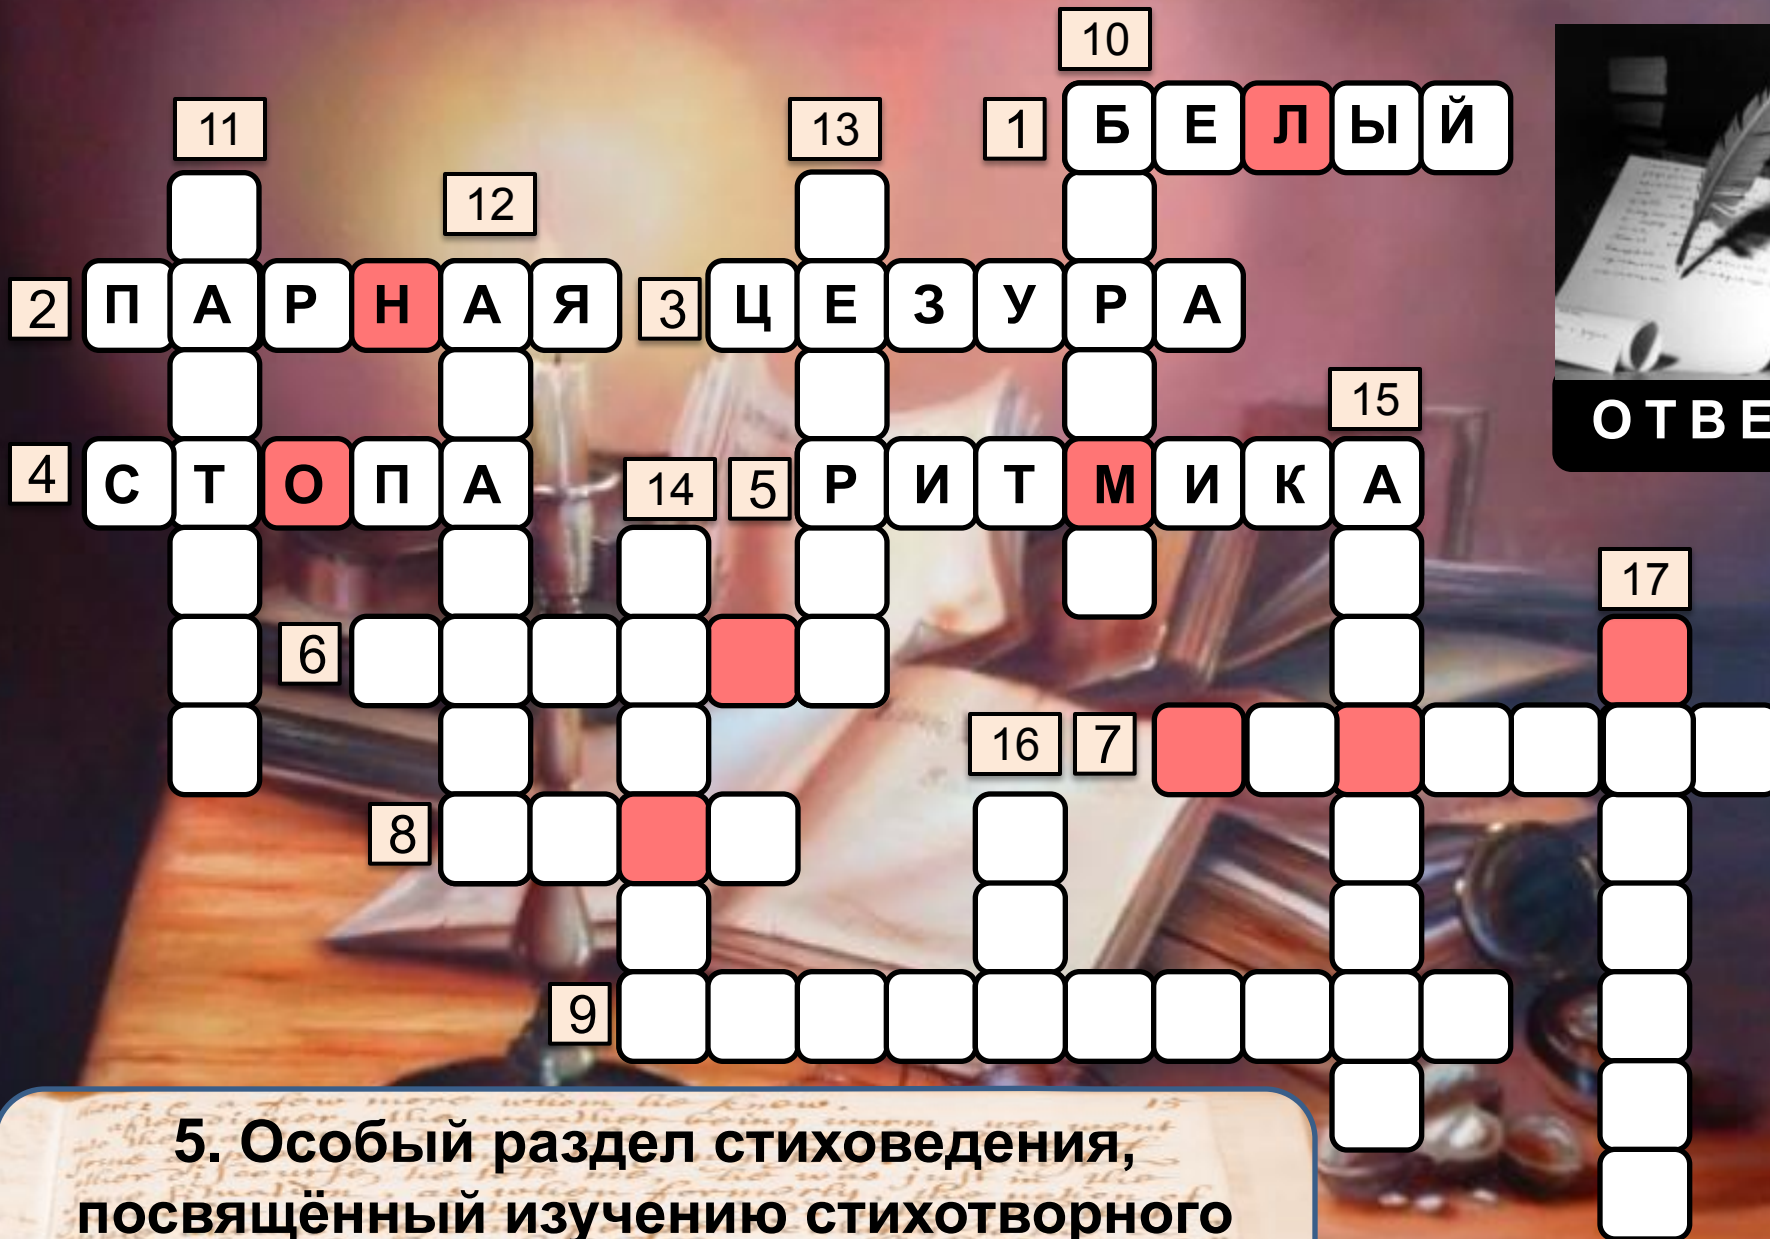 10
11
13
1
БЕЛЫЙ
12
2
ПАРНАЯ
3
ЦЕЗУРА
15
ОТВЕ
4
СТОПА
14
5
РИТМИКА
17
6
16
7
8
9
5. Особый раздел стиховедения,
посвящённый изучению стихотворного